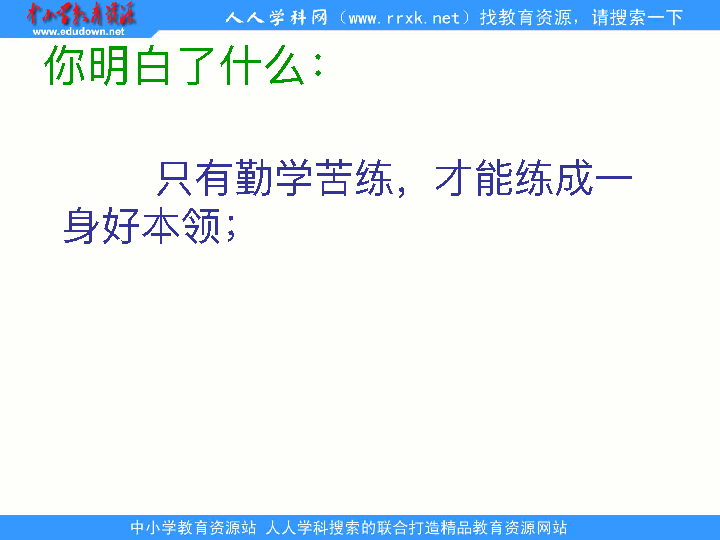 中小学教育资源
www.edudown.net
人人学科网（www.rrxk.net）找教育资源，请搜索一下
你明白了什么：
只有勤学苦练，才能练成一
身好本领；
中小学教育资源站 人人学科搜索的联合打造精品教育资源网站